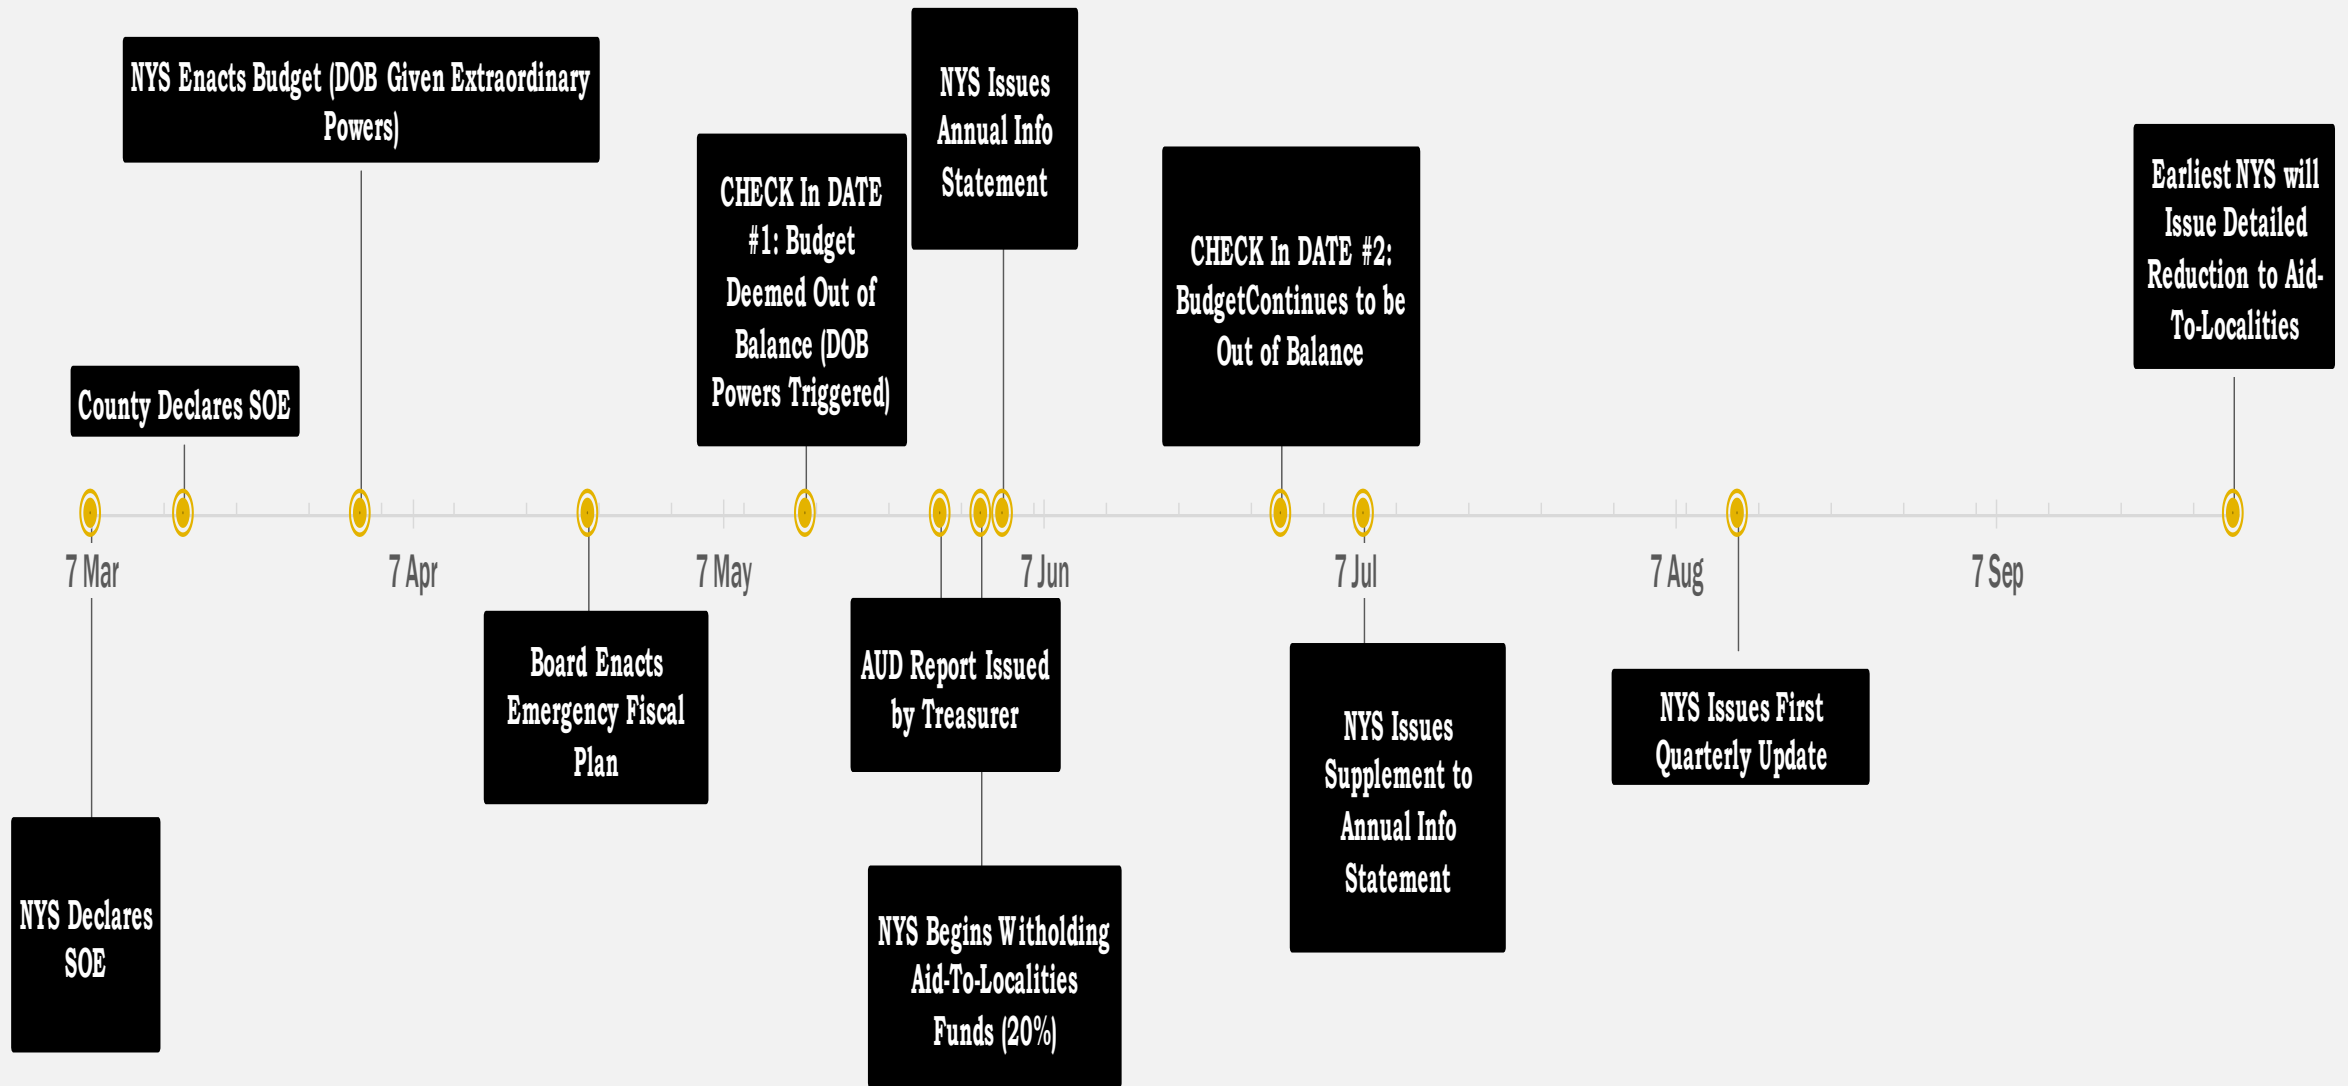 NYS Enacts Budget (DOB Given Extraordinary
Powers)
NYS Issues
Annual Info
Statement
CHECK In DATE
#1: Budget
Deemed Out of
Balance (DOB
Powers Triggered)
CHECK In DATE #2:
BudgetContinues to be
Out of Balance
Earliest NYS will
Issue Detailed
Reduction to Aid-
To-Localities
County Declares SOE
7 Mar
7 Apr
7 May
7 Jun
7 Jul
7 Aug
7 Sep
Board Enacts
Emergency Fiscal
Plan
AUD Report Issued
by Treasurer
NYS Issues
Supplement to
Annual Info
Statement
NYS Issues First
Quarterly Update
NYS Declares
SOE
NYS Begins Witholding
Aid-To-Localities
Funds (20%)